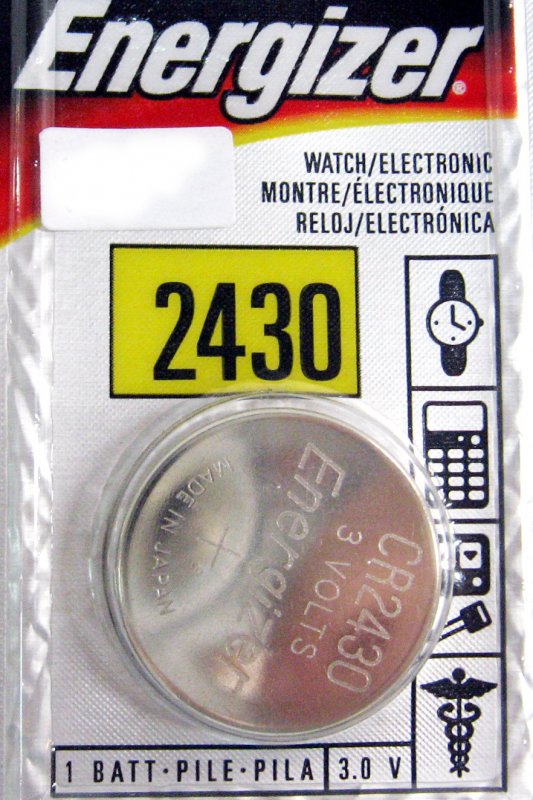 Energizer®
WATCH/ELECTRONIC
MONTRE/ÉLECTRONIQUE
RELOJ/ELECTRÓNICA
2430
MADE IN JAPAN
+
Energizer
3 VOLTS
CR2430
1 BATT·PILE·PILA 3.0 V